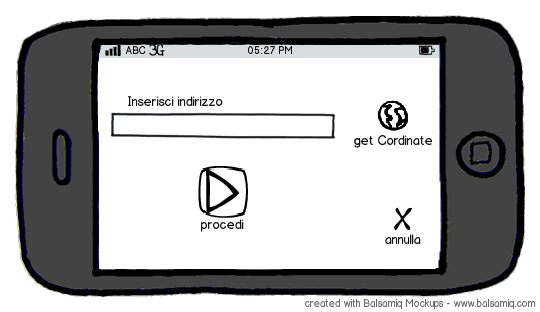 ABC 3G 05:27 PM
Inserisci indirizzo
get Cordinate
procedi
X
annulla
created with Balsamiq Mockups - www.balsamiq.com